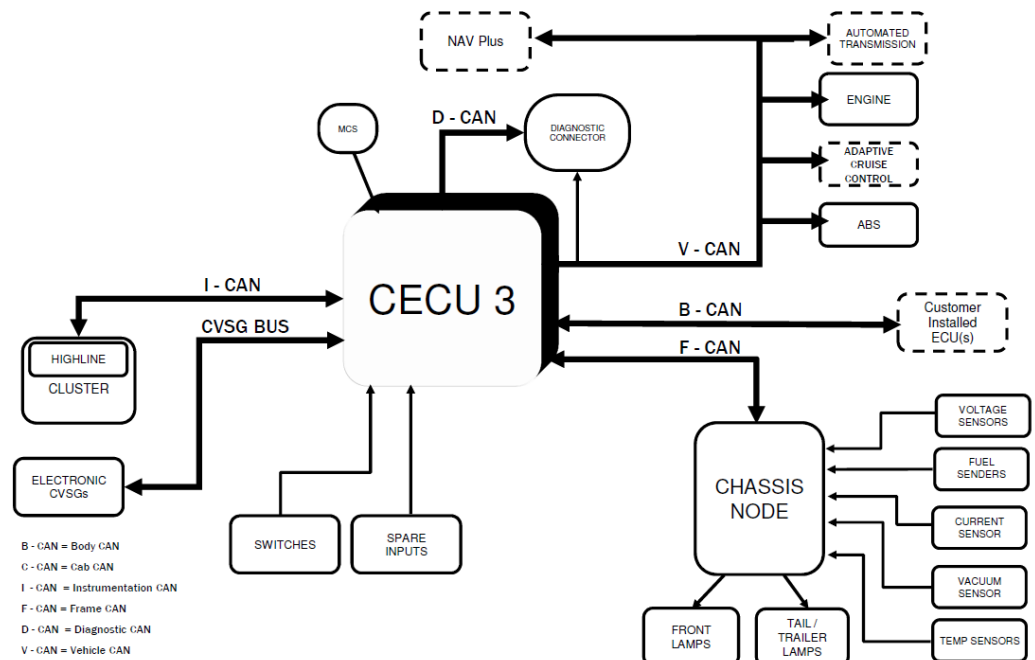 NAV Plus
AUTOMATED
TRANSMISSION
ENGINE
MCS
D - CAN
DIAGNOSTIC
CONNECTOR
ADAPTIVE
CRUISE
CONTROL
ABS
V - CAN
CECU 3
I - CAN
B - CAN
Customer
Installed
ECU(s)
CVSG BUS
F - CAN
HIGHLINE
CLUSTER
VOLTAGE
SENSORS
FUEL
SENDERS
ELECTRONIC
CVSGs
CHASSIS
NODE
CURRENT
SENSOR
SWITCHES
SPARE
INPUTS
VACUUM
SENSOR
FRONT
LAMPS
TAIL /
TRAILER
LAMPS
TEMP SENSORS
B - CAN = Body CAN
C - CAN = Cab CAN
I - CAN = Instrumentation CAN
F - CAN = Frame CAN
D - CAN = Diagnostic CAN
V - CAN = Vehicle CAN